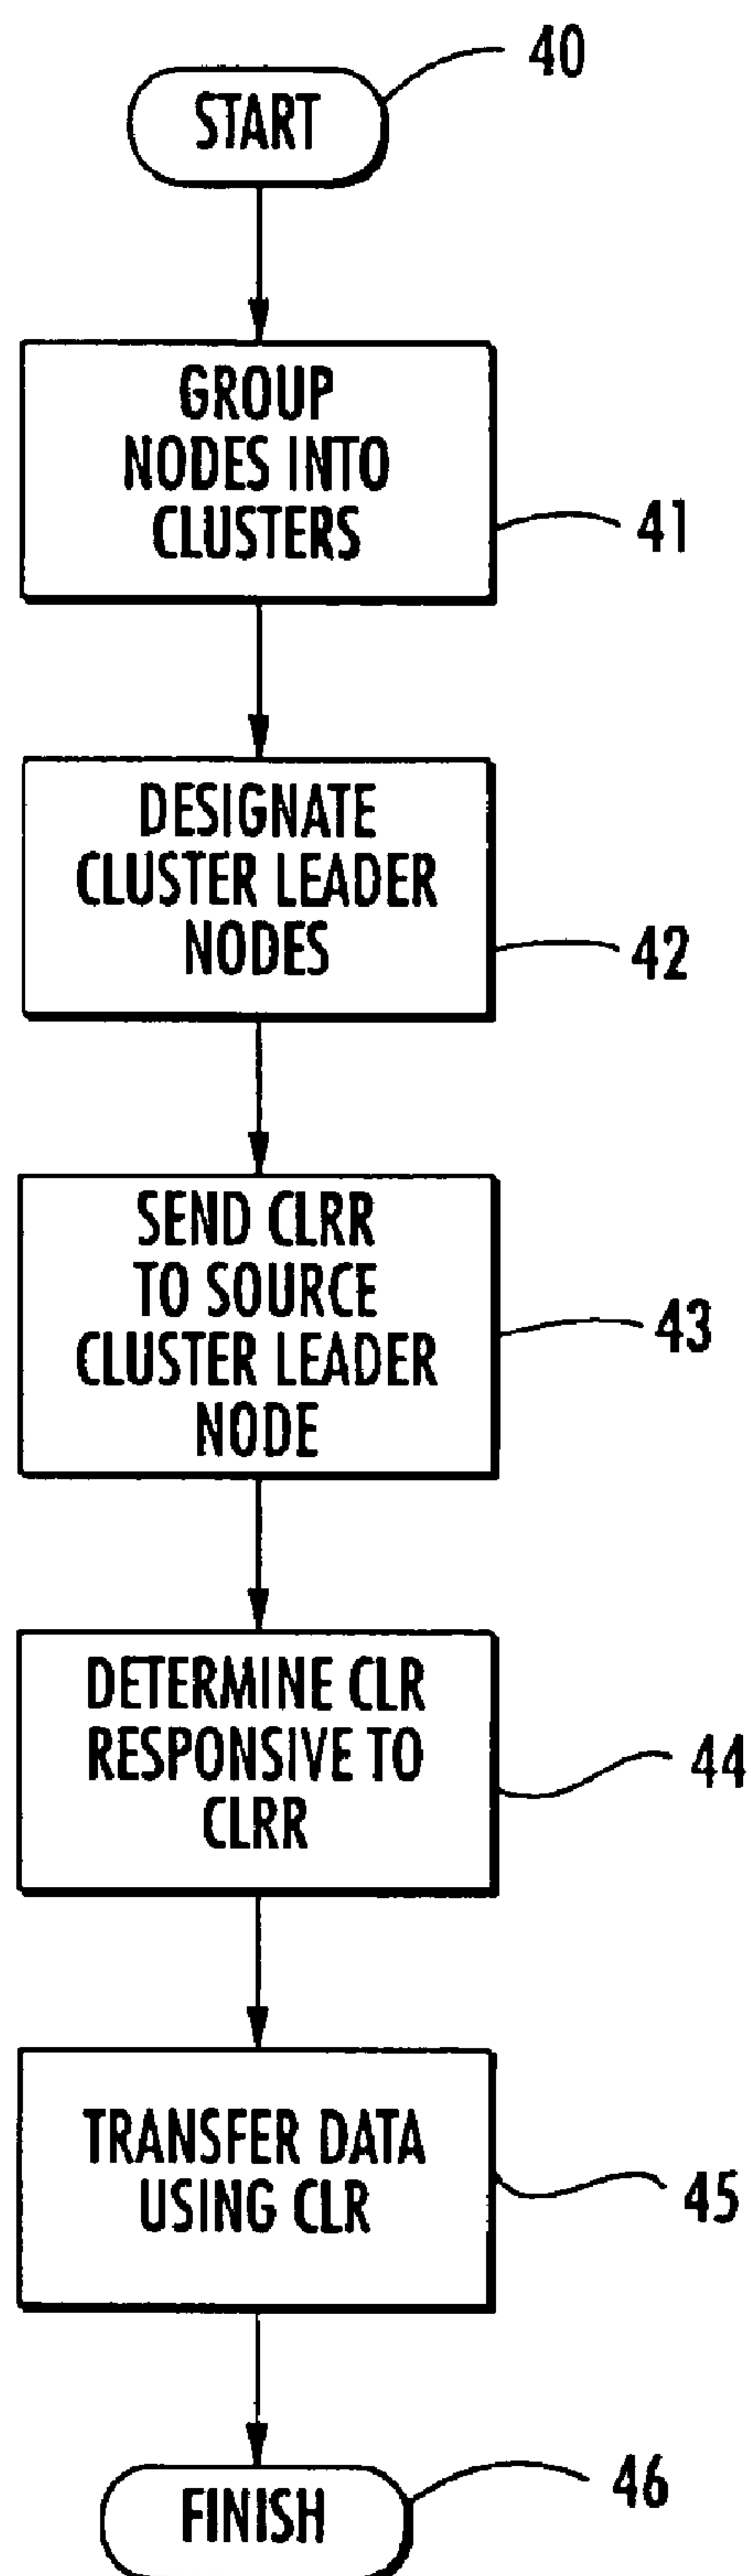 40
START
GROUP
NODES INTO
CLUSTERS
41
DESIGNATE
CLUSTER LEADER
NODES
42
SEND CLRR
TO SOURCE
CLUSTER LEADER
NODE
43
DETERMINE CLR
RESPONSIVE TO
CLRR
44
TRANSFER DATA
USING CLR
45
FINISH
46